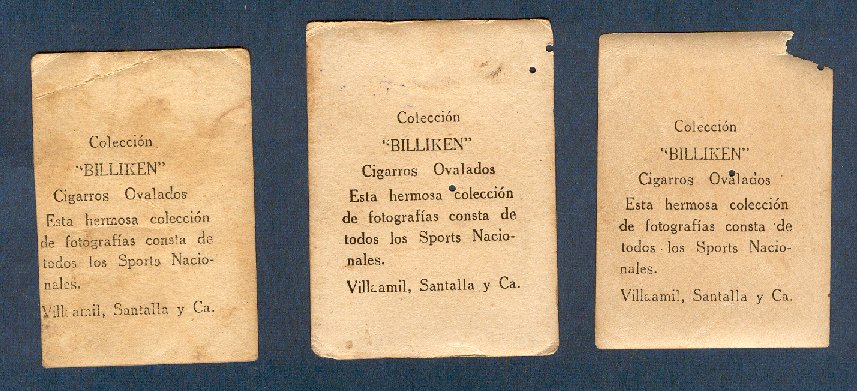 Colección
"BILLIKEN"
Cigarros Ovalados
Esta hermosa colección
de fotografías consta de
todos los Sports Nacio-
nales.
Villaamil, Santalla y Ca.
Colección
"BILLIKEN"
Cigarros Ovalados
Esta hermosa colección
de fotografías consta de
todos los Sports Nacio-
nales.
Villaamil, Santalla y Ca.
Colección
"BILLIKEN"
Cigarros Ovalados
Esta hermosa colección
de fotografías consta de
todos los Sports Nacio-
nales.
Villaamil, Santalla y Ca.